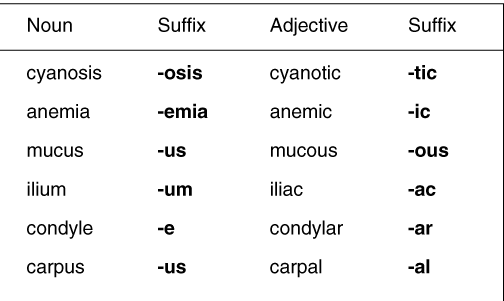 Noun Suffix Adjective Suffix
cyanosis -osis cyanotic -tic
anemia -emia anemic -ic
mucus -us mucous -ous
ilium -um iliac -ac
condyle -e condylar -ar
carpus -us carpal -al